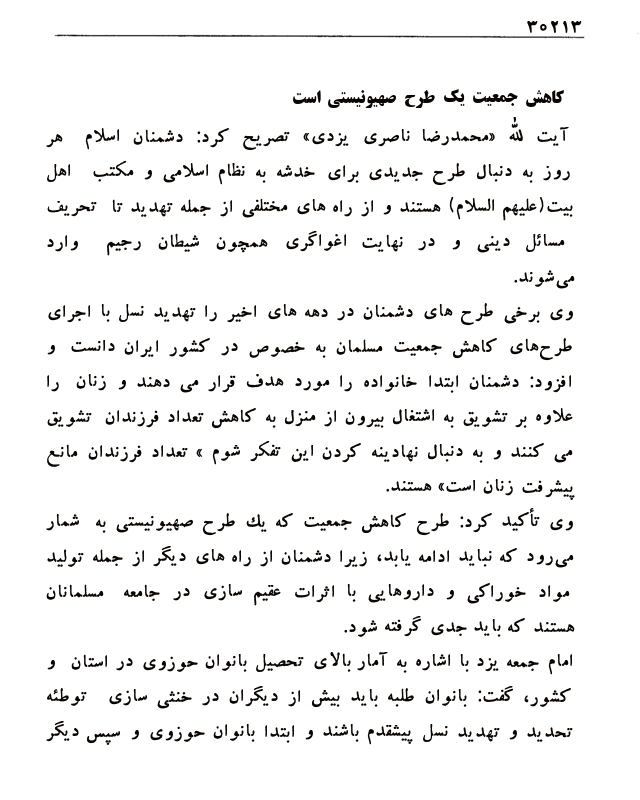 ۳۰۲۱۳
کاهش جمعیت یک طرح صهیونیستی است
آیت لله «محمدرضا ناصری یزدی» تصریح کرد: دشمنان اسلام هر
روز به دنبال طرح جدیدی برای خدشه به نظام اسلامی و مکتب اهل
بیت(علیهم السلام) هستند و از راه های مختلفی از جمله تهدید تا تحریف
مسائل دینی و در نهایت اغواگری همچون شیطان رجیم وارد
می‌شوند.
وی برخی طرح های دشمنان در دهه های اخیر را تهدید نسل با اجرای
طرح‌های کاهش جمعیت مسلمان به خصوص در کشور ایران دانست و
افزود: دشمنان ابتدا خانواده را مورد هدف قرار می دهند و زنان را
علاوه بر تشویق به اشتغال بیرون از منزل به کاهش تعداد فرزندان تشویق
می کنند و به دنبال نهادینه کردن این تفکر شوم » تعداد فرزندان مانع
پیشرفت زنان است» هستند.
وی تأکید کرد: طرح کاهش جمعیت که یك طرح صهیونیستی به شمار
می‌رود که نباید ادامه یابد، زیرا دشمنان از راه های دیگر از جمله تولید
مواد خوراکی و داروهایی با اثرات عقیم سازی در جامعه مسلمانان
هستند که باید جدی گرفته شود.
امام جمعه یزد با اشاره به آمار بالای تحصیل بانوان حوزوی در استان و
کشور، گفت: بانوان طلبه باید بیش از دیگران در خنثی سازی توطئه
تحدید و تهدید نسل پیشقدم باشند و ابتدا بانوان حوزوی و سپس دیگر